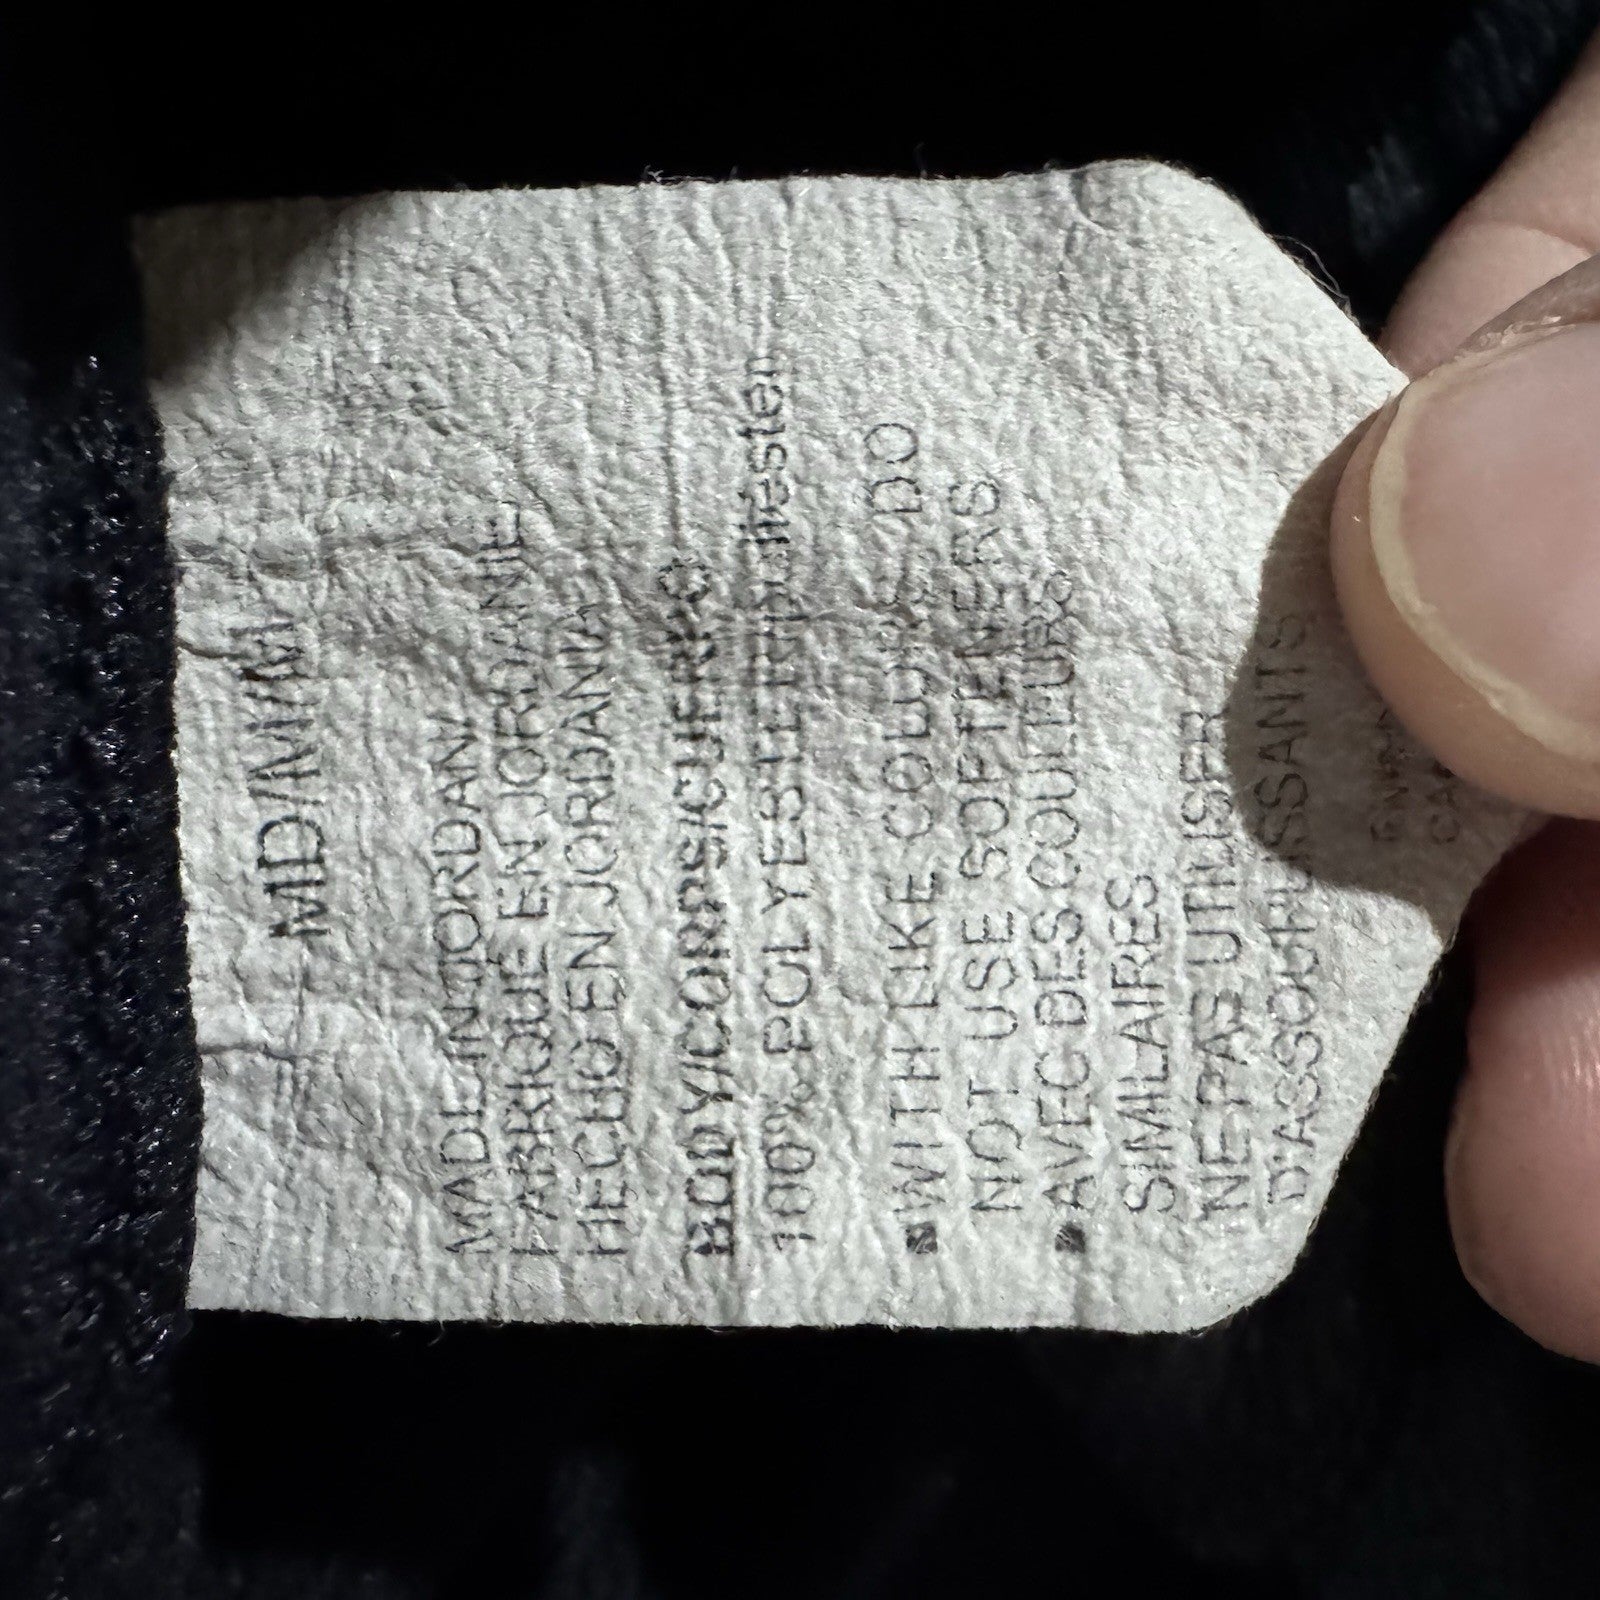 MD/M/M
MADE IN JORDAN/
FABRIQUÉ EN JORDANIE
HECHO EN JORDANIA
BODY/CORPS/CUERPO
100% POLYESTER/poliester
WITH LIKE COLORS DO
NOT USE SOFTENERS
AVEC DES COULEURS
SIMILAIRES
NE PAS UTILISER
D'ASSOUPLISSANTS